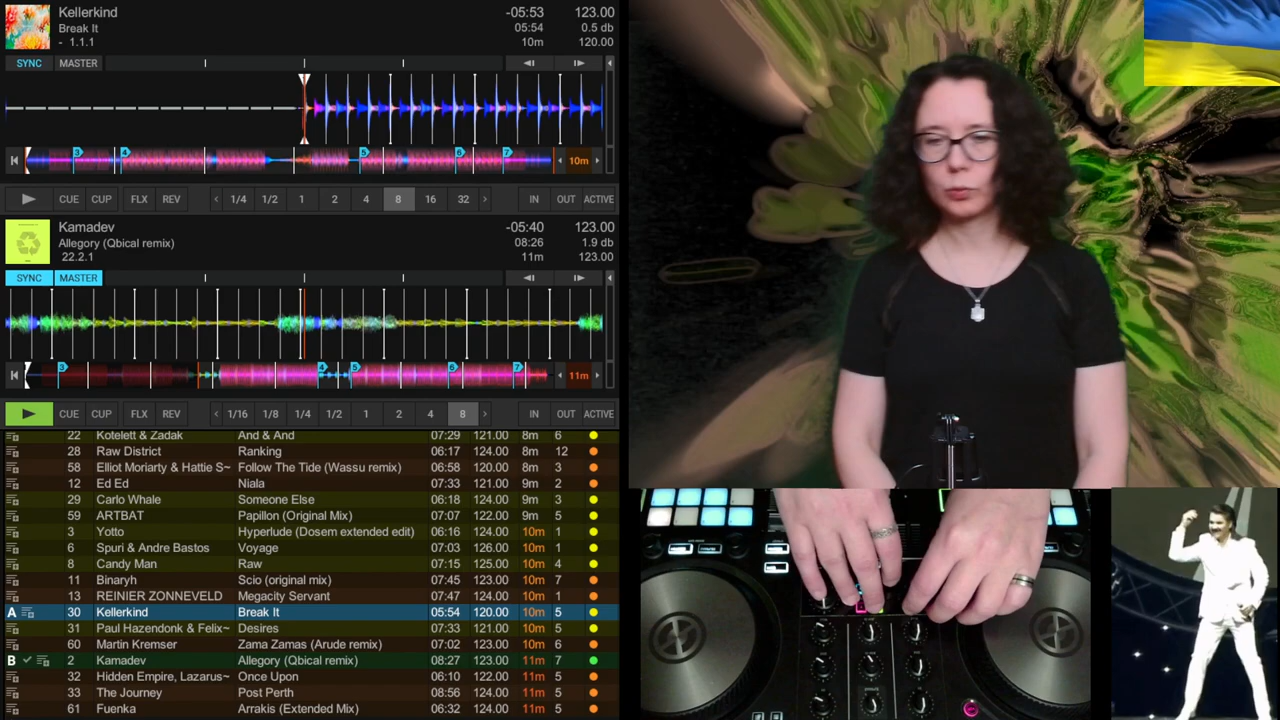 Kellerkind -05:53 123.00
Break It 05:54 0.5 db
- 1.1.1 10m 120.00
SYNC MASTER
3 4 5 6 7 10m
CUE CUP FLX REV 1/4 1/2 1 2 4 8 16 32 IN OUT ACTIVE
Kamadev -05:40 123.00
Allegory (Qbical remix) 08:26 1.9 db
22.2.1 11m 123.00
SYNC MASTER
3 4 5 6 7 11m
CUE CUP FLX REV 1/16 1/8 1/4 1/2 1 2 4 8 IN OUT ACTIVE
22 Kotelett & Zadak And & And 07:29 121.00 8m 6
28 Raw District Ranking 06:17 124.00 8m 12
58 Elliot Moriarty & Hattie S~ Follow The Tide (Wassu remix) 06:58 120.00 8m 3
12 Ed Ed Niala 07:33 121.00 9m 2
29 Carlo Whale Someone Else 06:18 124.00 9m 3
59 ARTBAT Papillon (Original Mix) 07:07 122.00 9m 5
3 Yotto Hyperlude (Dosem extended edit) 06:16 124.00 10m 1
6 Spuri & Andre Bastos Voyage 07:03 126.00 10m 1
8 Candy Man Raw 07:15 125.00 10m 4
11 Binaryh Scio (original mix) 07:45 123.00 10m 7
13 REINIER ZONNEVELD Megacity Servant 07:47 124.00 10m 1
A 30 Kellerkind Break It 05:54 120.00 10m 5
31 Paul Hazendonk & Felix~ Desires 07:33 121.00 10m 5
60 Martin Kremser Zama Zamas (Arude remix) 07:02 123.00 10m 6
B 2 Kamadev Allegory (Qbical remix) 08:27 123.00 11m 7
32 Hidden Empire, Lazarus~ Once Upon 06:10 122.00 11m 5
33 The Journey Post Perth 08:56 124.00 11m 5
61 Fuenka Arrakis (Extended Mix) 06:32 124.00 11m 5